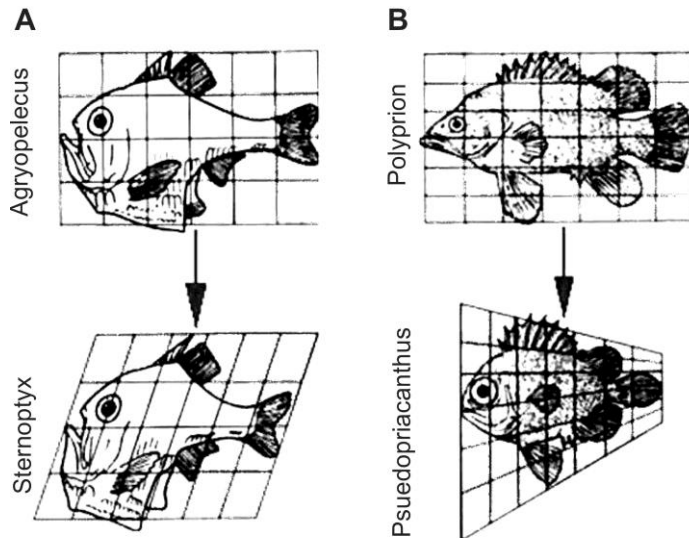 A
B
Agryopelecus
Polyprion
Sternoptyx
Psuedopriacanthus